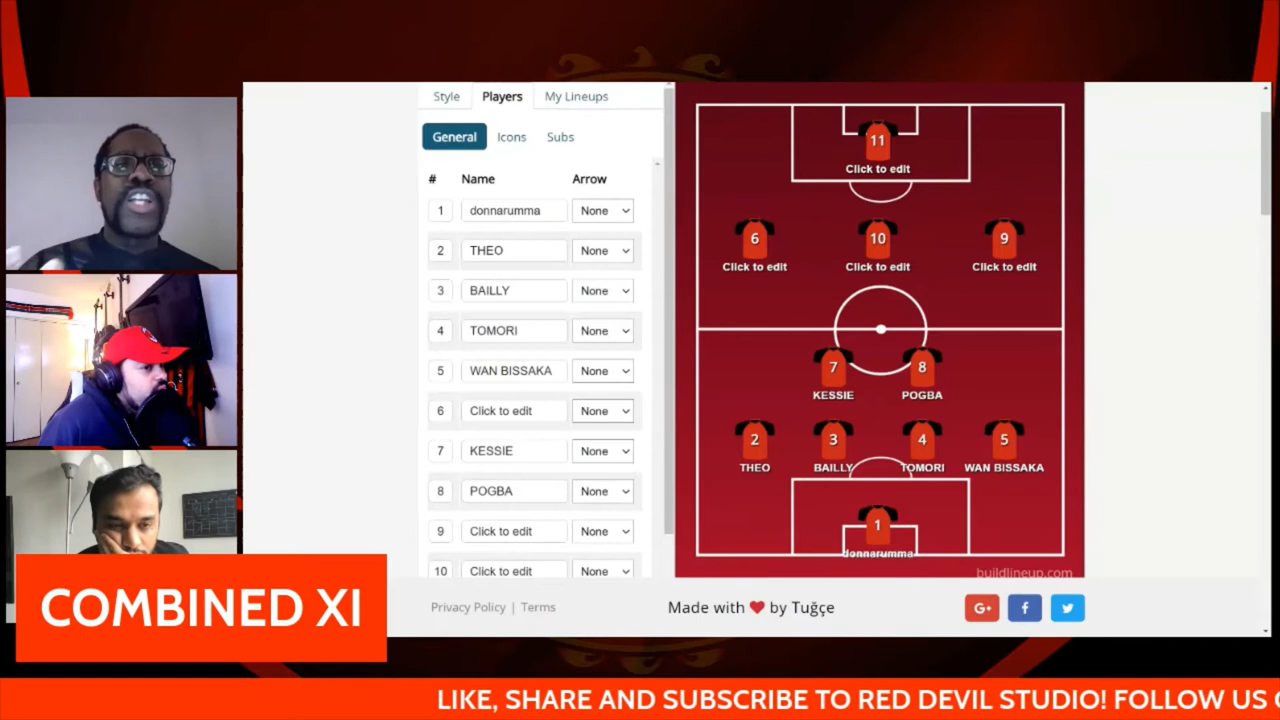 Style Players My Lineups
General Icons Subs
# Name Arrow
1 donnarumma None
2 THEO None
3 BAILLY None
4 TOMORI None
5 WAN BISSAKA None
6 Click to edit None
7 KESSIE None
8 POGBA None
9 Click to edit None
10 Click to edit None
11
Click to edit
6 10 9
Click to edit Click to edit Click to edit
7 8
KESSIE POGBA
2 3 4 5
THEO BAILLY TOMORI WAN BISSAKA
1
donnarumma
buildlineup.com
Privacy Policy | Terms
Made with ❤ by Tuğçe
G+ f
COMBINED XI
LIKE, SHARE AND SUBSCRIBE TO RED DEVIL STUDIO! FOLLOW US